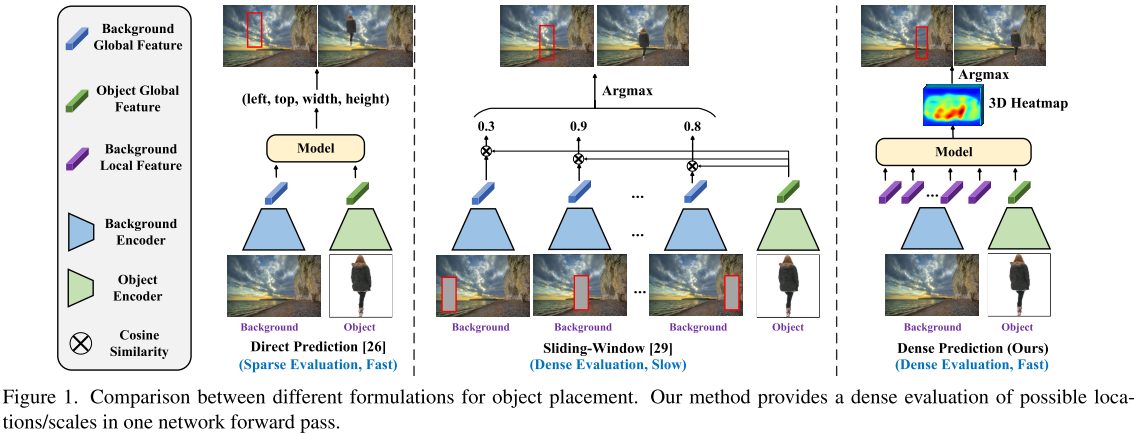 Background
Global Feature
Object Global
Feature
Background
Local Feature
Background
Encoder
Object
Encoder
Cosine
Similarity
(left, top, width, height)
Model
Background
Object
Direct Prediction [26]
(Sparse Evaluation, Fast)
Argmax
0.3
0.9
0.8
...
...
...
Background
Background
Background
Object
Sliding-Window [29]
(Dense Evaluation, Slow)
Argmax
3D Heatmap
Model
...
Background
Object
Dense Prediction (Ours)
(Dense Evaluation, Fast)
Figure 1. Comparison between different formulations for object placement. Our method provides a dense evaluation of possible loca-
tions/scales in one network forward pass.